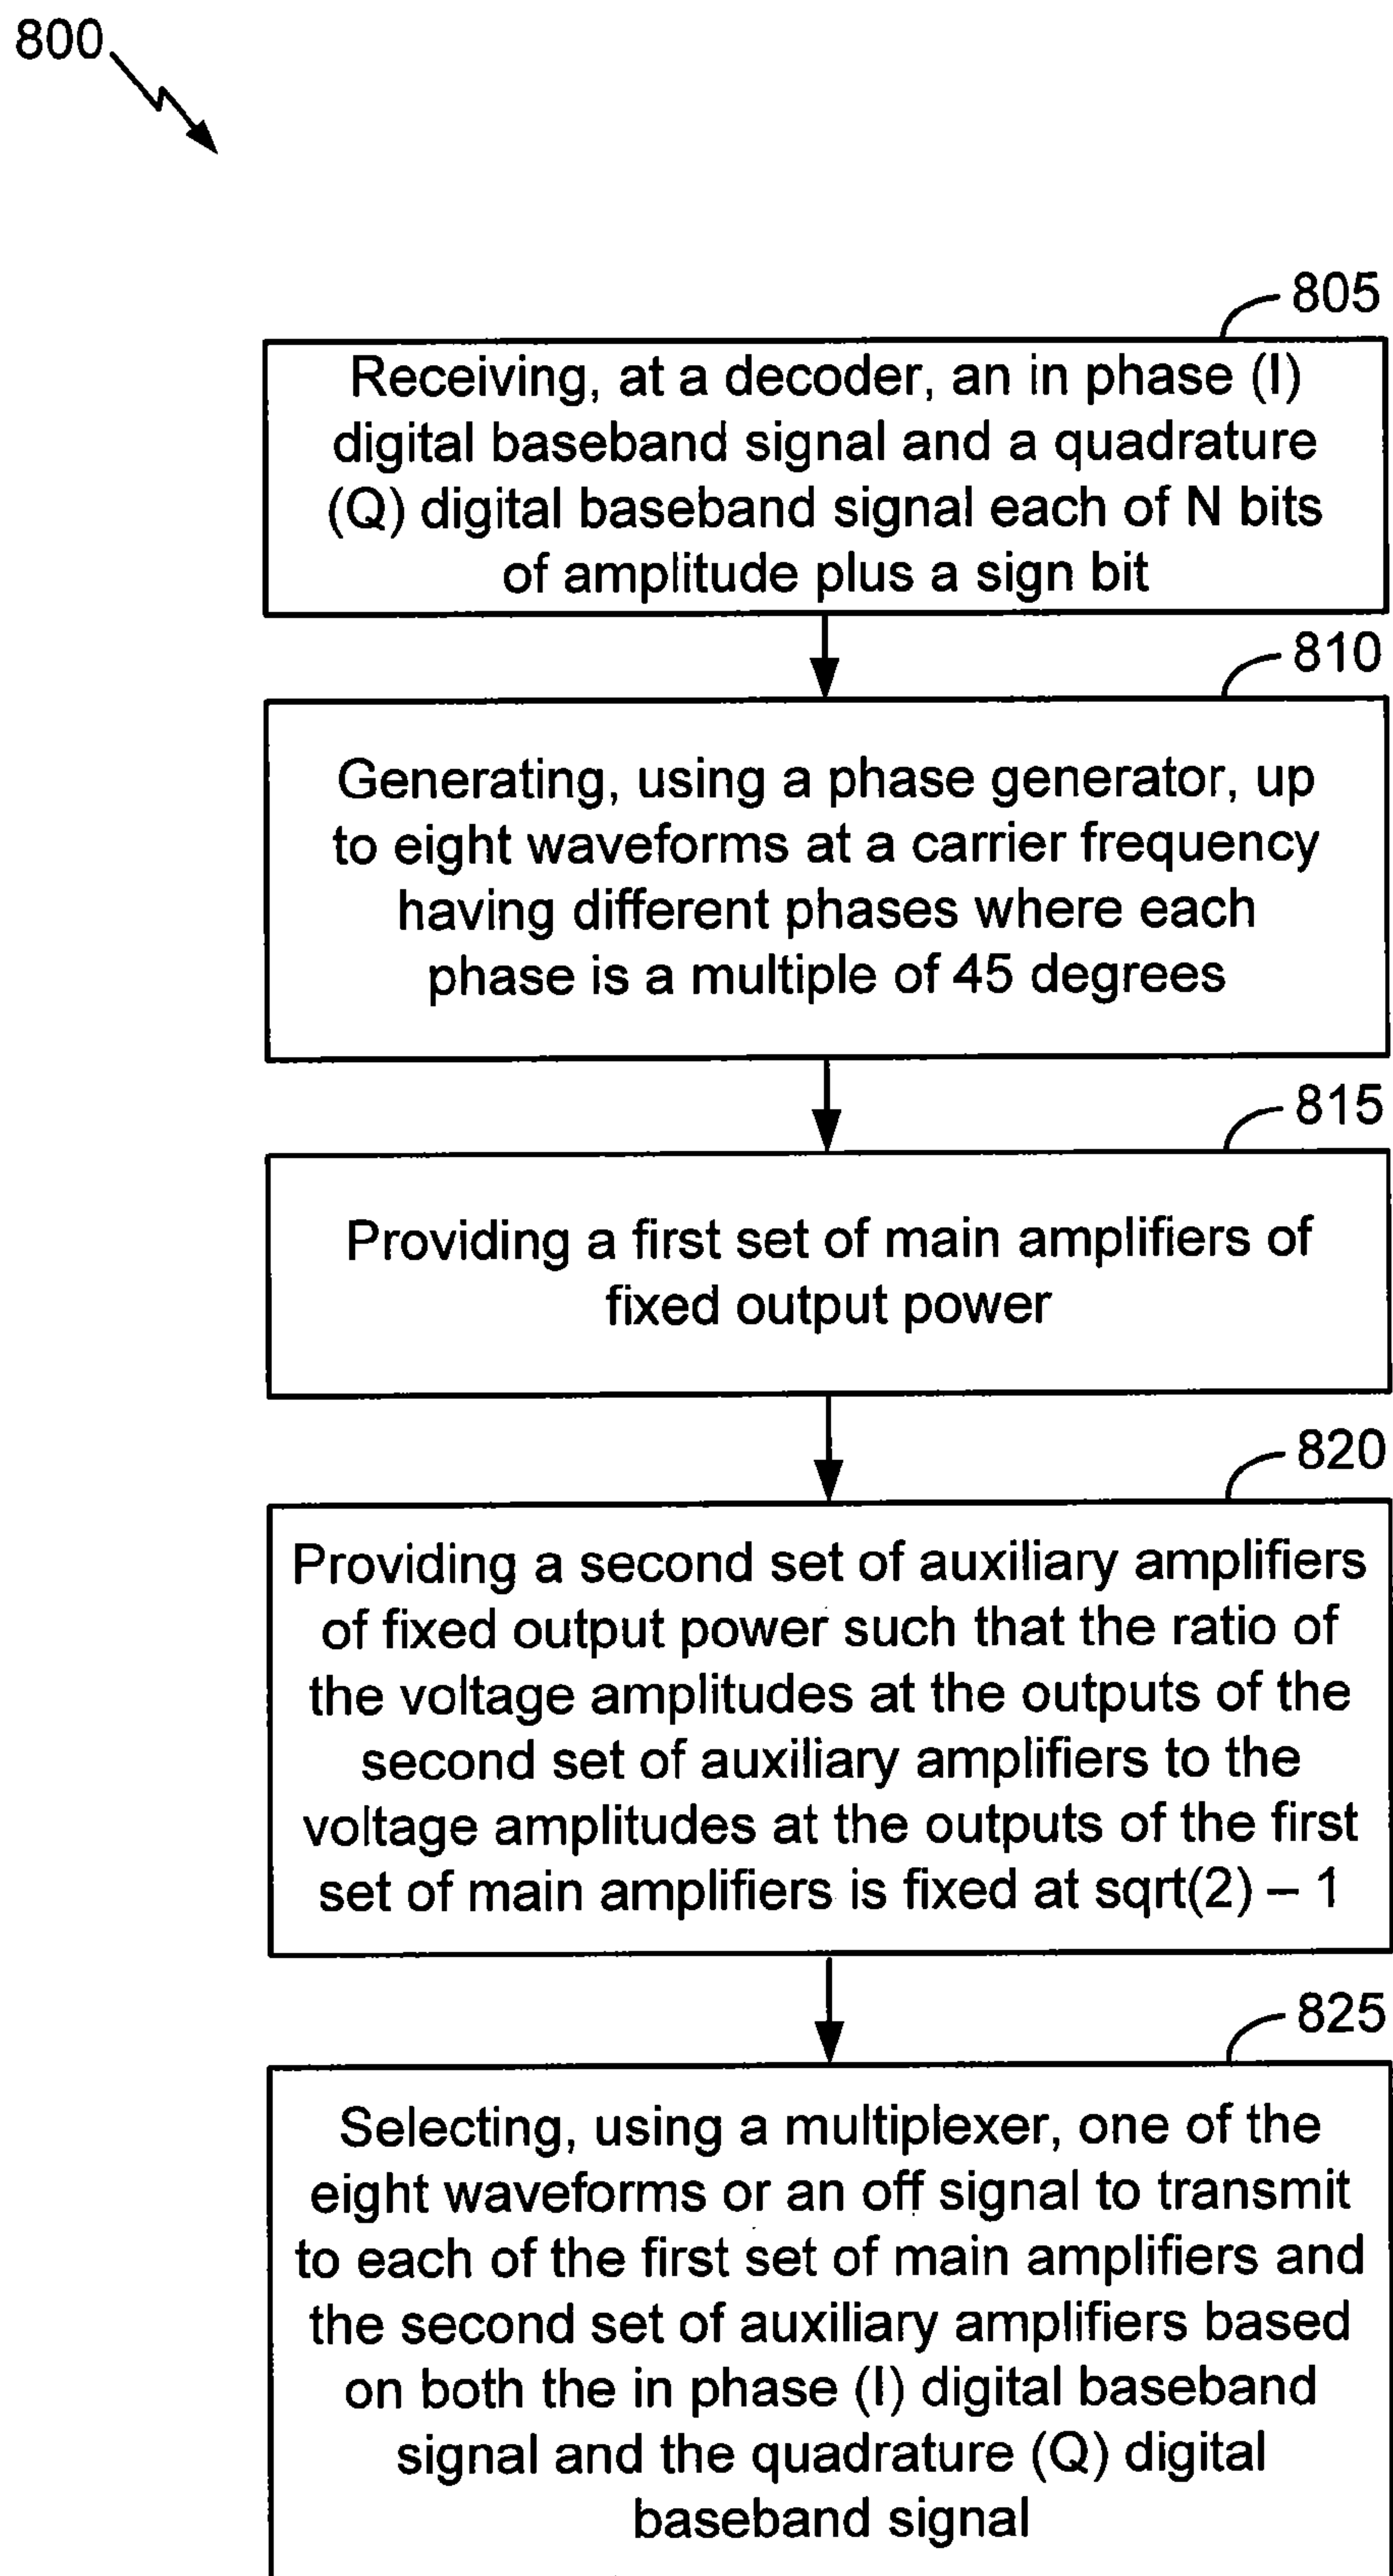 800
805
Receiving, at a decoder, an in phase (I)
digital baseband signal and a quadrature
(Q) digital baseband signal each of N bits
of amplitude plus a sign bit
810
Generating, using a phase generator, up
to eight waveforms at a carrier frequency
having different phases where each
phase is a multiple of 45 degrees
815
Providing a first set of main amplifiers of
fixed output power
820
Providing a second set of auxiliary amplifiers
of fixed output power such that the ratio of
the voltage amplitudes at the outputs of the
second set of auxiliary amplifiers to the
voltage amplitudes at the outputs of the first
set of main amplifiers is fixed at sqrt(2) – 1
825
Selecting, using a multiplexer, one of the
eight waveforms or an off signal to transmit
to each of the first set of main amplifiers and
the second set of auxiliary amplifiers based
on both the in phase (I) digital baseband
signal and the quadrature (Q) digital
baseband signal